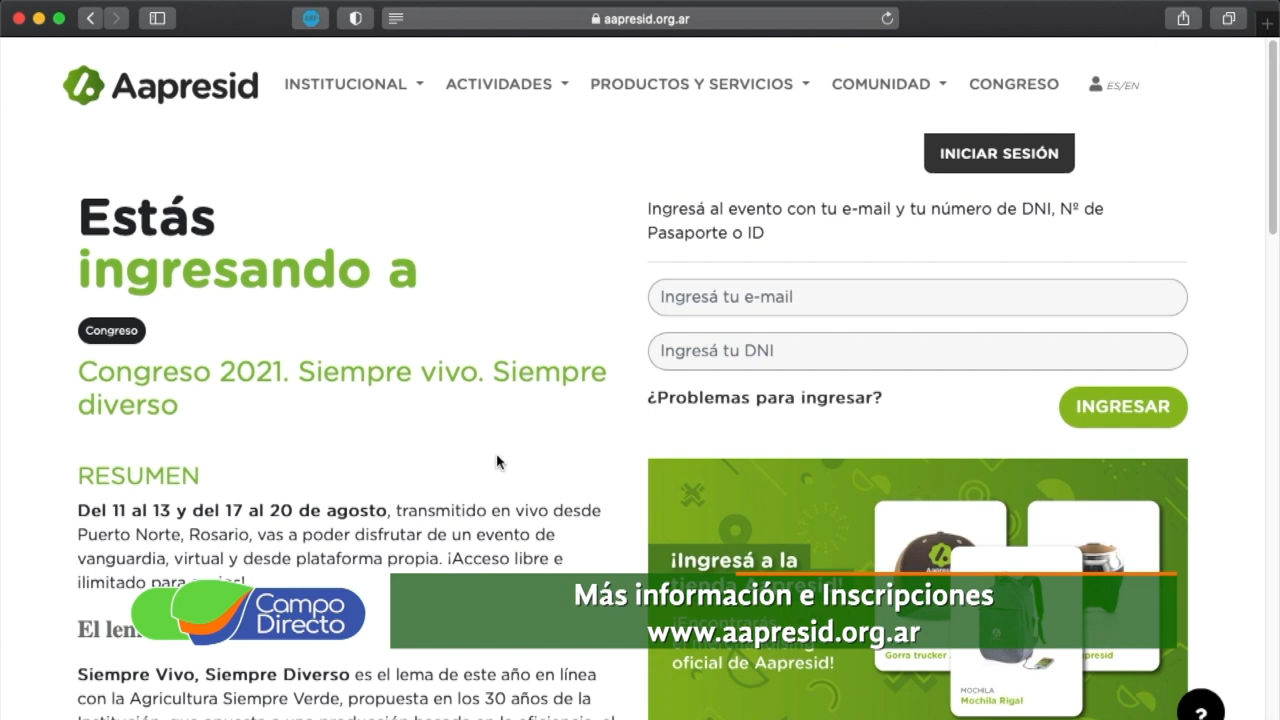 ABP
aapresid.org.ar
Aapresid
INSTITUCIONAL
ACTIVIDADES
PRODUCTOS Y SERVICIOS
COMUNIDAD
CONGRESO
ES/EN
INICIAR SESIÓN
Estás
ingresando a
Congreso
Congreso 2021. Siempre vivo. Siempre
diverso
RESUMEN
Del 11 al 13 y del 17 al 20 de agosto, transmitido en vivo desde
Puerto Norte, Rosario, vas a poder disfrutar de un evento de
vanguardia, virtual y desde plataforma propia. ¡Acceso libre e
ilimitado para
El
Siempre Vivo, Siempre Diverso es el lema de este año en línea
con la Agricultura Siempre Verde, propuesta en los 30 años de la
Ingresá al evento con tu e-mail y tu número de DNI, Nº de
Pasaporte o ID
Ingresá tu e-mail
Ingresá tu DNI
¿Problemas para ingresar?
INGRESAR
¡Ingresá a la
tienda Aapresid!
¡Encontrarás
oficial de Aapresid!
Gorra trucker
MOCHILA
Mochila Rigal
?
Campo
Directo
Más información e Inscripciones
www.aapresid.org.ar